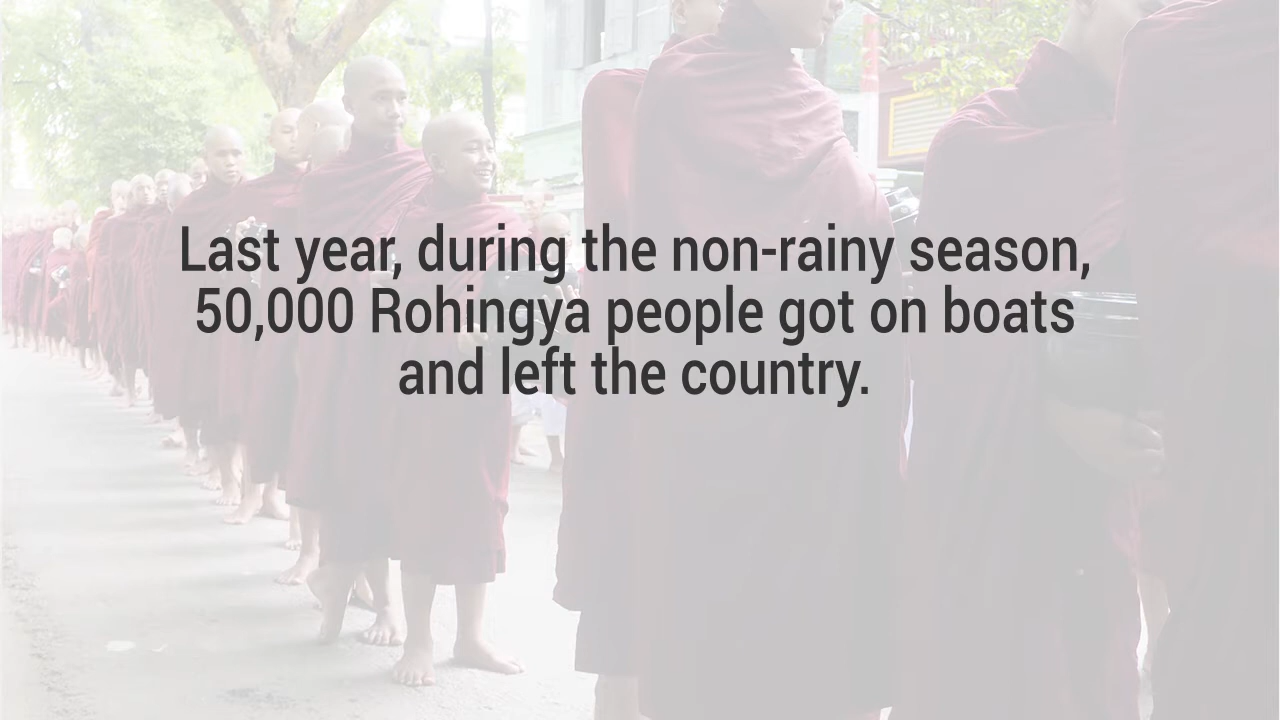 Last year, during the non-rainy season,
50,000 Rohingya people got on boats
and left the country.